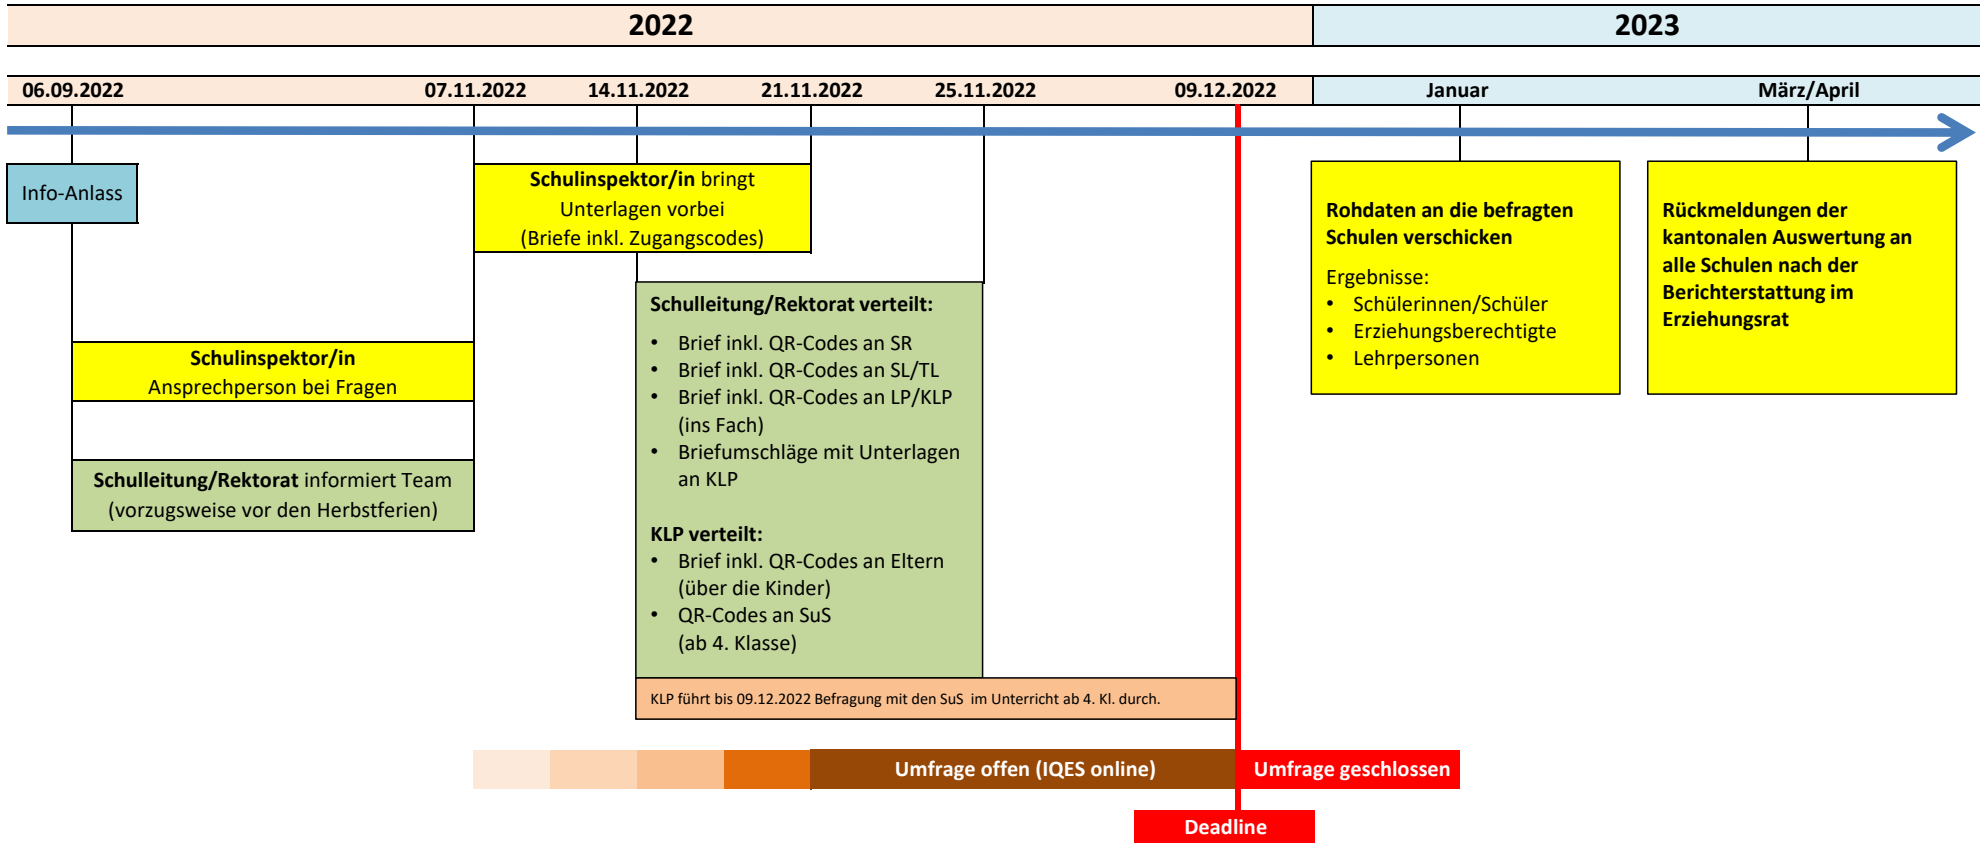 2022
2023
06.09.2022
07.11.2022
14.11.2022
21.11.2022
25.11.2022
09.12.2022
Januar
März/April
Info-Anlass
Schulinspektor/in bringt
Unterlagen vorbei
(Briefe inkl. Zugangscodes)
Schulinspektor/in
Ansprechperson bei Fragen
Schulleitung/Rektorat informiert Team
(vorzugsweise vor den Herbstferien)
Schulleitung/Rektorat verteilt:
• Brief inkl. QR-Codes an SR
• Brief inkl. QR-Codes an SL/TL
• Brief inkl. QR-Codes an LP/KLP
(ins Fach)
• Briefumschläge mit Unterlagen
an KLP
KLP verteilt:
• Brief inkl. QR-Codes an Eltern
(über die Kinder)
• QR-Codes an SuS
(ab 4. Klasse)
KLP führt bis 09.12.2022 Befragung mit den SuS im Unterricht ab 4. Kl. durch.
Rohdaten an die befragten
Schulen verschicken
Ergebnisse:
• Schülerinnen/Schüler
• Erziehungsberechtigte
• Lehrpersonen
Rückmeldungen der
kantonalen Auswertung an
alle Schulen nach der
Berichterstattung im
Erziehungsrat
Umfrage offen (IQES online)
Umfrage geschlossen
Deadline